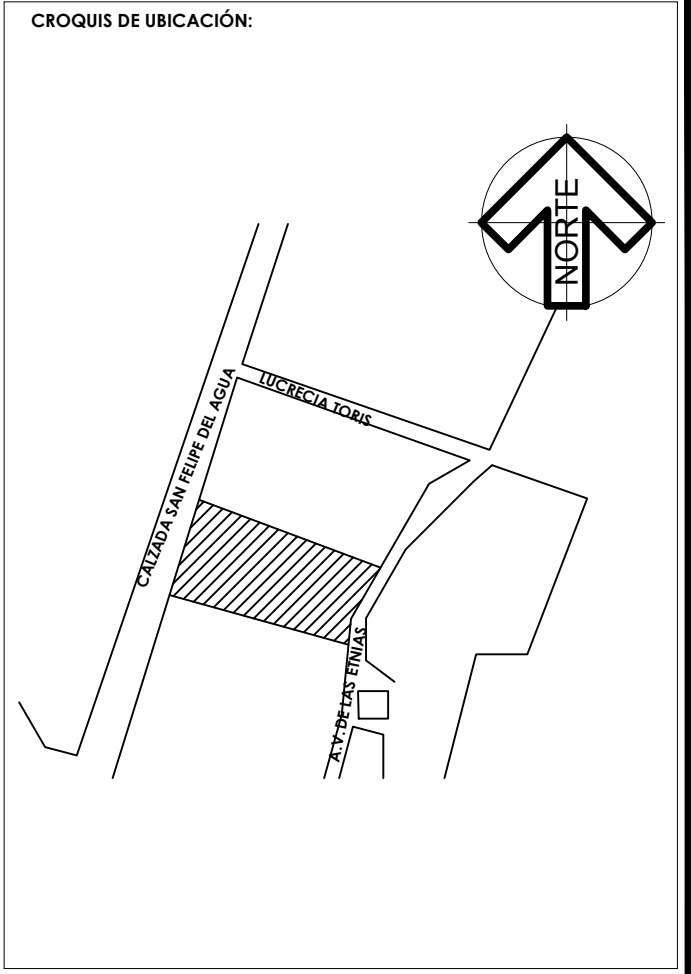 CROQUIS DE UBICACIÓN:
NORTE
LUCRECIA TORIS
CALZADA SAN FELIPE DEL AGUA
A.V. DE LAS ETNIAS